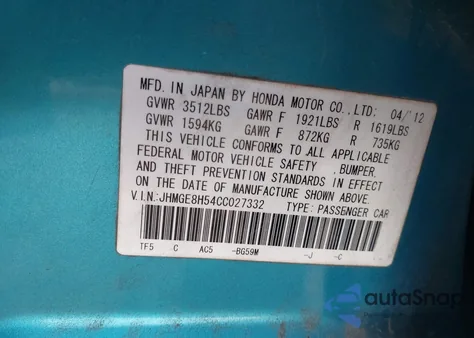 MFD. IN JAPAN BY HONDA MOTOR CO., LTD: 04/12
GVWR 3512LBS GAWR F 1921LBS R 1619LBS
GVWR 1594KG GAWR F 872KG R 735KG
THIS VEHICLE CONFORMS TO ALL APPLICABLE
FEDERAL MOTOR VEHICLE SAFETY , BUMPER,
AND THEFT PREVENTION STANDARDS IN EFFECT
ON THE DATE OF MANUFACTURE SHOWN ABOVE.
V.I.N: JHMGE8H54CC027332 TYPE: PASSENGER CAR
TF5 C AC5 -BG59M -J -C
autoSnap